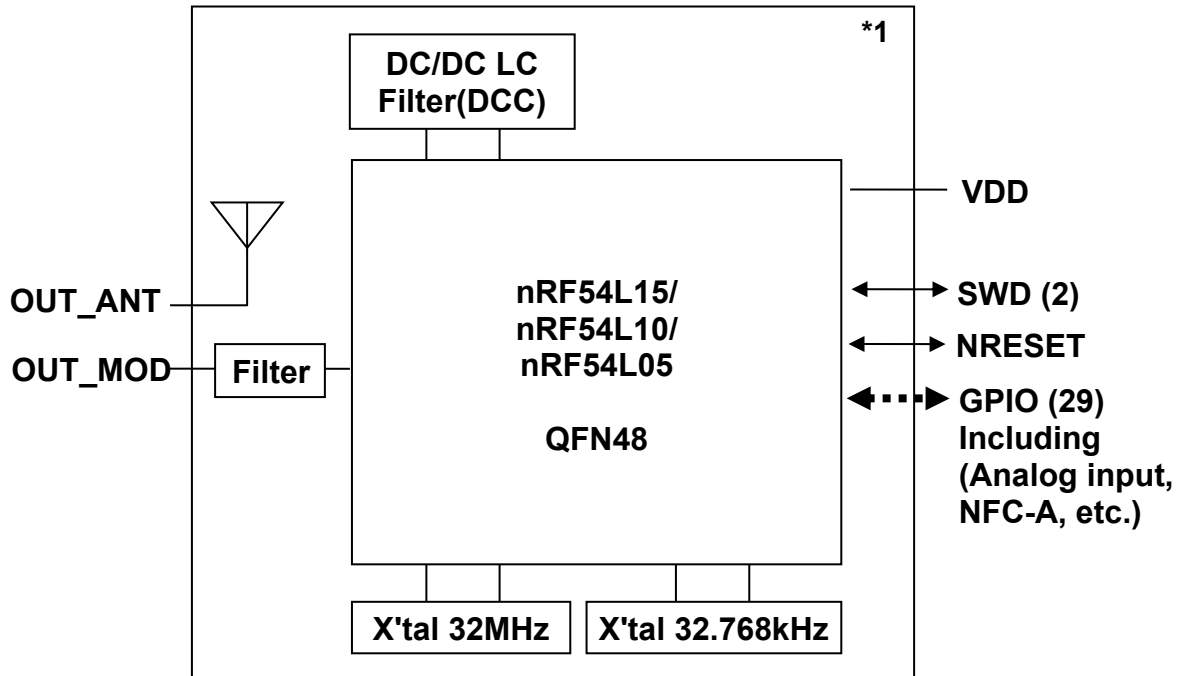 *1
DC/DC LC
Filter(DCC)
VDD
OUT_ANT
nRF54L15/
nRF54L10/
nRF54L05
QFN48
SWD (2)
NRESET
OUT_MOD
Filter
GPIO (29)
Including
(Analog input,
NFC-A, etc.)
X'tal 32MHz
X'tal 32.768kHz